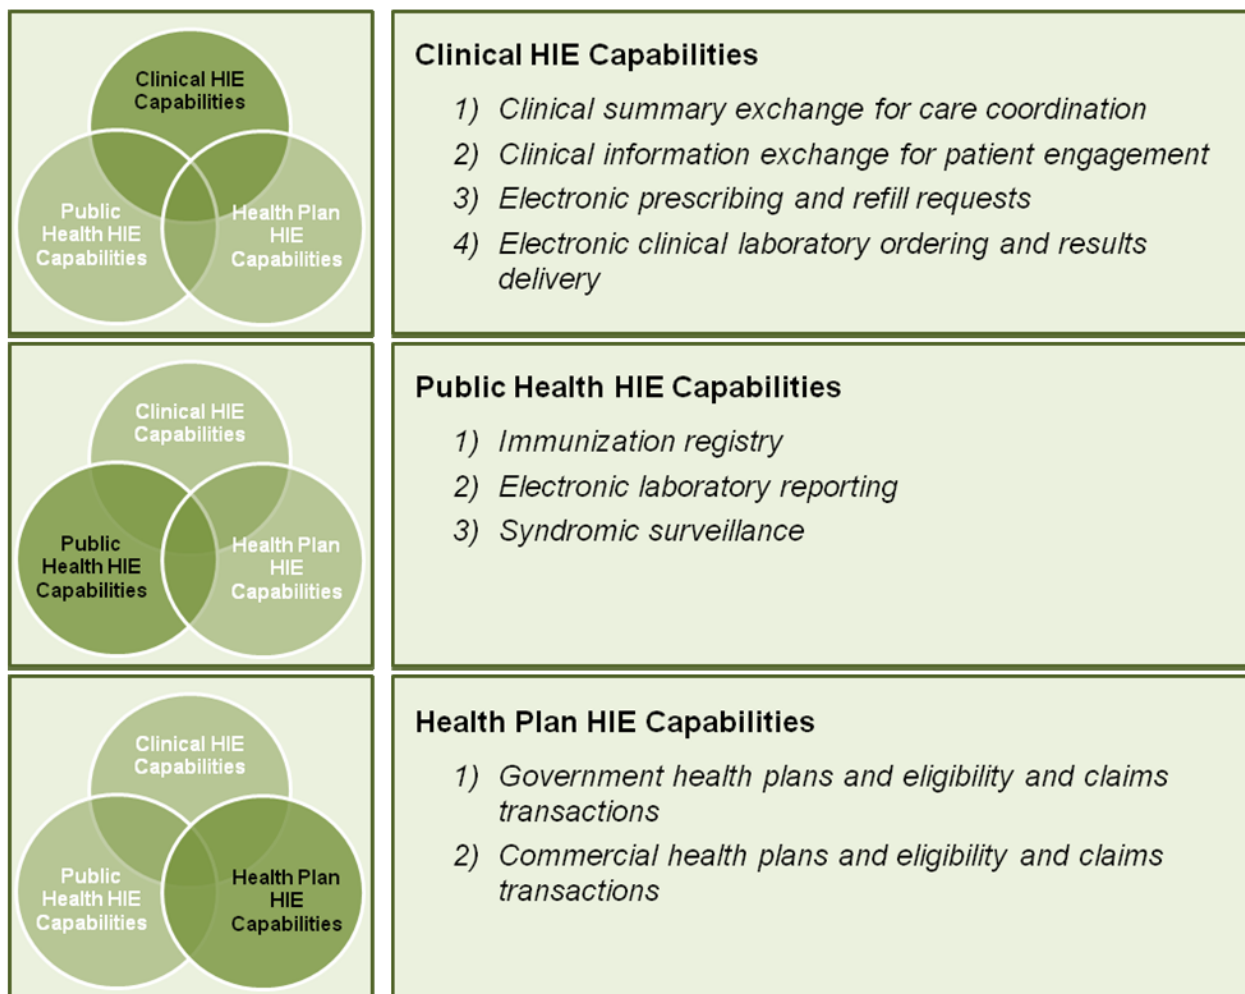 Clinical HIE
Capabilities
Public
Health HIE
Capabilities
Health Plan
HIE
Capabilities
Clinical HIE Capabilities
1) Clinical summary exchange for care coordination
2) Clinical information exchange for patient engagement
3) Electronic prescribing and refill requests
4) Electronic clinical laboratory ordering and results
delivery
Clinical HIE
Capabilities
Public
Health HIE
Capabilities
Health Plan
HIE
Capabilities
Public Health HIE Capabilities
1) Immunization registry
2) Electronic laboratory reporting
3) Syndromic surveillance
Clinical HIE
Capabilities
Public
Health HIE
Capabilities
Health Plan
HIE
Capabilities
Health Plan HIE Capabilities
1) Government health plans and eligibility and claims
transactions
2) Commercial health plans and eligibility and claims
transactions